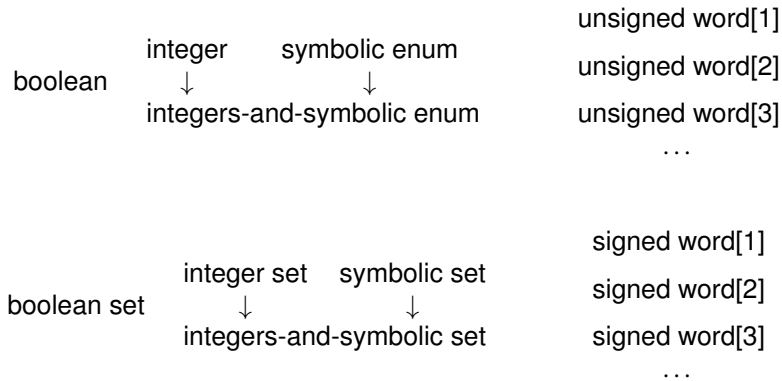 unsigned word[1]
integer symbolic enum
boolean ↓ ↓ unsigned word[2]
integers-and-symbolic enum unsigned word[3]
...
signed word[1]
integer set symbolic set
boolean set ↓ ↓ signed word[2]
integers-and-symbolic set signed word[3]
...